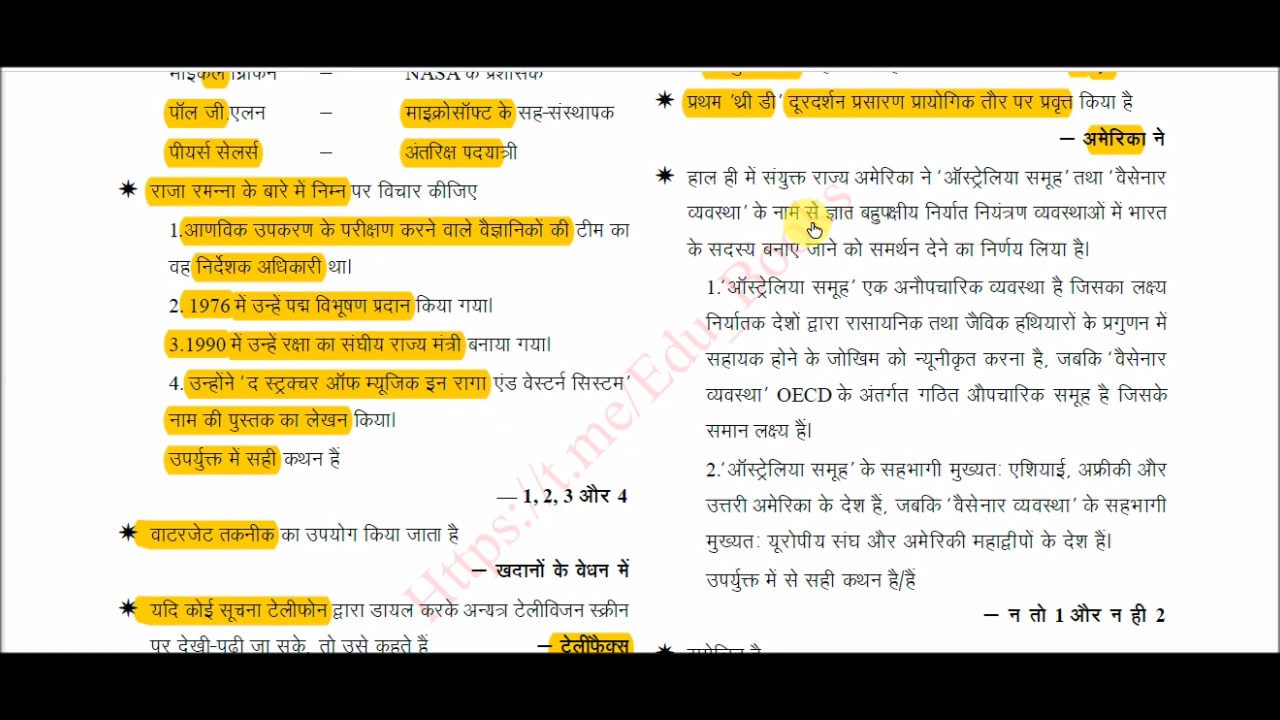 माइकल ग्रिफिन – NASA के प्रशासक
पॉल जी.एलन – माइक्रोसॉफ्ट के सह-संस्थापक
पीयर्स सेलर्स – अंतरिक्ष पदयात्री
✶ राजा रमन्ना के बारे में निम्न पर विचार कीजिए
1.आणविक उपकरण के परीक्षण करने वाले वैज्ञानिकों की टीम का
वह निर्देशक अधिकारी था।
2. 1976 में उन्हें पद्म विभूषण प्रदान किया गया।
3.1990 में उन्हें रक्षा का संघीय राज्य मंत्री बनाया गया।
4. उन्होंने 'द स्ट्रक्चर ऑफ म्यूजिक इन रागा एंड वेस्टर्न सिस्टम'
नाम की पुस्तक का लेखन किया।
उपर्युक्त में सही कथन हैं
— 1, 2, 3 और 4
✶ वाटरजेट तकनीक का उपयोग किया जाता है
– खदानों के वेधन में
✶ यदि कोई सूचना टेलीफोन द्वारा डायल करके अन्यत्र टेलीविजन स्क्रीन
पर देखी-पढ़ी जा सके, तो उसे कहते हैं – टेलीफैक्स
✶ प्रथम 'थ्री डी' दूरदर्शन प्रसारण प्रायोगिक तौर पर प्रवृत्त किया है
– अमेरिका ने
✶ हाल ही में संयुक्त राज्य अमेरिका ने 'ऑस्ट्रेलिया समूह' तथा 'वैसेनार
व्यवस्था' के नाम से ज्ञात बहुपक्षीय निर्यात नियंत्रण व्यवस्थाओं में भारत
के सदस्य बनाए जाने को समर्थन देने का निर्णय लिया है।
1.'ऑस्ट्रेलिया समूह' एक अनौपचारिक व्यवस्था है जिसका लक्ष्य
निर्यातक देशों द्वारा रासायनिक तथा जैविक हथियारों के प्रगुणन में
सहायक होने के जोखिम को न्यूनीकृत करना है, जबकि 'वैसेनार
व्यवस्था' OECD के अंतर्गत गठित औपचारिक समूह है जिसके
समान लक्ष्य हैं।
2.'ऑस्ट्रेलिया समूह' के सहभागी मुख्यतः एशियाई, अफ्रीकी और
उत्तरी अमेरिका के देश हैं, जबकि 'वैसेनार व्यवस्था' के सहभागी
मुख्यतः यूरोपीय संघ और अमेरिकी महाद्वीपों के देश हैं।
उपर्युक्त में से सही कथन है/हैं
– न तो 1 और न ही 2
Https://t.me/Edu_Books